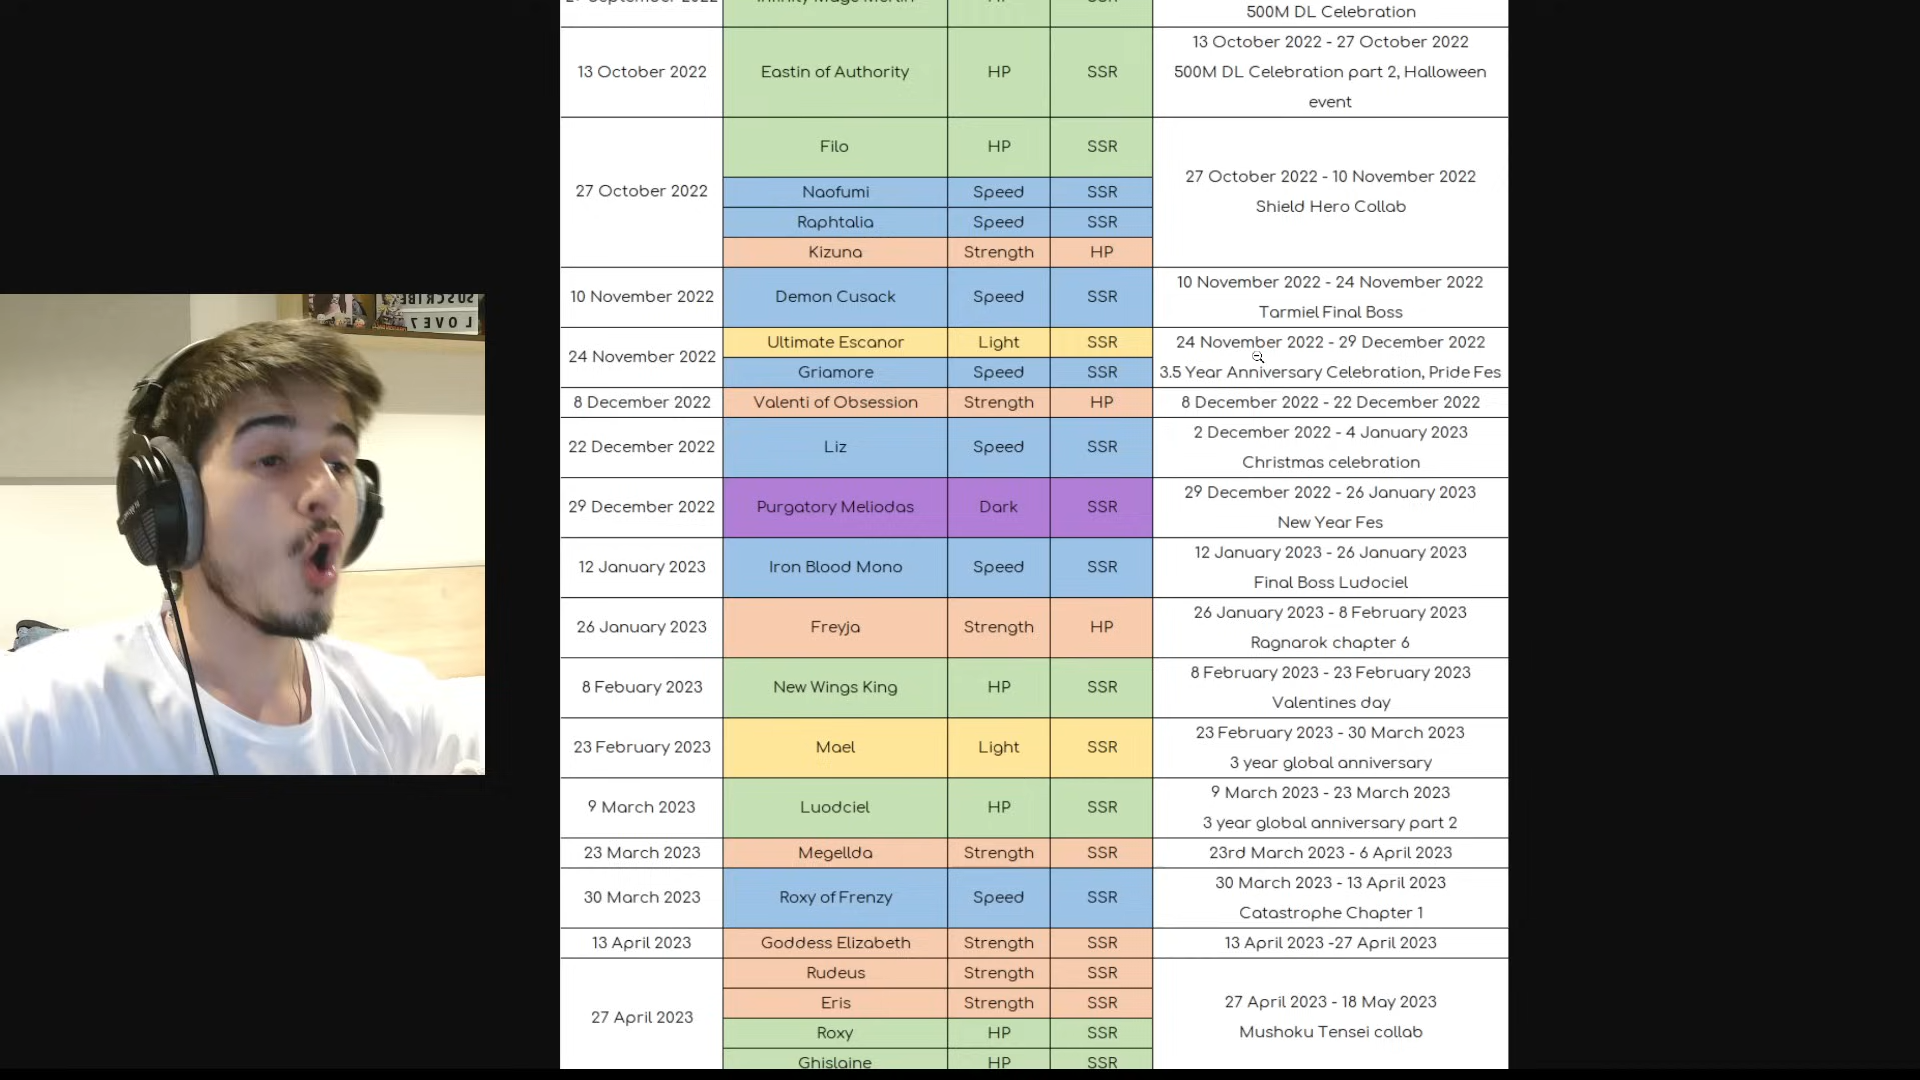 500M DL Celebration
13 October 2022 Eastin of Authority HP SSR 13 October 2022 - 27 October 2022
500M DL Celebration part 2, Halloween
event
27 October 2022 Filo HP SSR 27 October 2022 - 10 November 2022
Shield Hero Collab
Naofumi Speed SSR
Raphtalia Speed SSR
Kizuna Strength HP
10 November 2022 Demon Cusack Speed SSR 10 November 2022 - 24 November 2022
Tarmiel Final Boss
24 November 2022 Ultimate Escanor Light SSR 24 November 2022 - 29 December 2022
Griamore Speed SSR 3.5 Year Anniversary Celebration, Pride Fes
8 December 2022 Valenti of Obsession Strength HP 8 December 2022 - 22 December 2022
22 December 2022 Liz Speed SSR 2 December 2022 - 4 January 2023
Christmas celebration
29 December 2022 Purgatory Meliodas Dark SSR 29 December 2022 - 26 January 2023
New Year Fes
12 January 2023 Iron Blood Mono Speed SSR 12 January 2023 - 26 January 2023
Final Boss Ludociel
26 January 2023 Freyja Strength HP 26 January 2023 - 8 February 2023
Ragnarok chapter 6
8 Febuary 2023 New Wings King HP SSR 8 February 2023 - 23 February 2023
Valentines day
23 February 2023 Mael Light SSR 23 February 2023 - 30 March 2023
3 year global anniversary
9 March 2023 Luodciel HP SSR 9 March 2023 - 23 March 2023
3 year global anniversary part 2
23 March 2023 Megellda Strength SSR 23rd March 2023 - 6 April 2023
30 March 2023 Roxy of Frenzy Speed SSR 30 March 2023 - 13 April 2023
Catastrophe Chapter 1
13 April 2023 Goddess Elizabeth Strength SSR 13 April 2023 -27 April 2023
27 April 2023 Rudeus Strength SSR 27 April 2023 - 18 May 2023
Mushoku Tensei collab
Eris Strength SSR
Roxy HP SSR
Ghislaine HP SSR
SUBSCRIBE
LOVE7